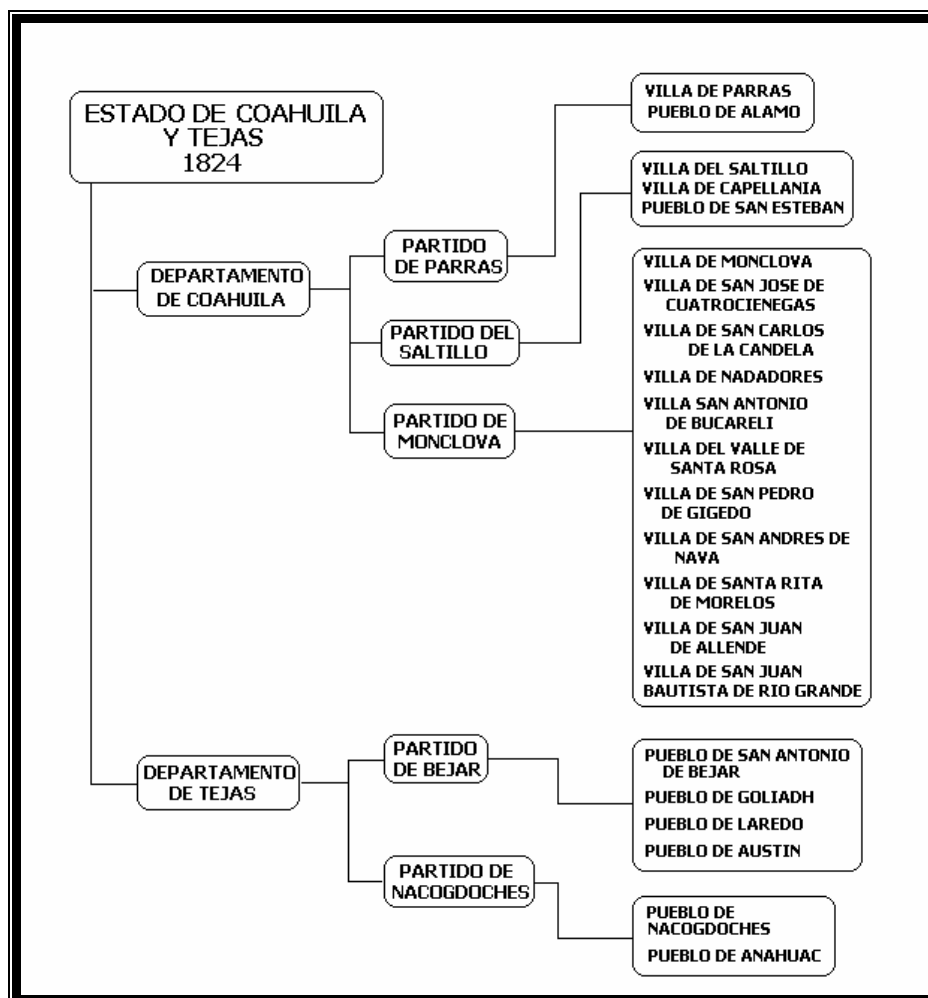 ESTADO DE COAHUILA
Y TEJAS
1824
DEPARTAMENTO
DE COAHUILA
PARTIDO
DE PARRAS
VILLA DE PARRAS
PUEBLO DE ALAMO
PARTIDO DEL
SALTILLO
VILLA DEL SALTILLO
VILLA DE CAPELLANIA
PUEBLO DE SAN ESTEBAN
PARTIDO DE
MONCLOVA
VILLA DE MONCLOVA
VILLA DE SAN JOSE DE
CUATROCIENEGAS
VILLA DE SAN CARLOS
DE LA CANDELA
VILLA DE NADADORES
VILLA SAN ANTONIO
DE BUCARELI
VILLA DEL VALLE DE
SANTA ROSA
VILLA DE SAN PEDRO
DE GIGEDO
VILLA DE SAN ANDRES DE
NAVA
VILLA DE SANTA RITA
DE MORELOS
VILLA DE SAN JUAN
DE ALLENDE
VILLA DE SAN JUAN
BAUTISTA DE RIO GRANDE
DEPARTAMENTO
DE TEJAS
PARTIDO
DE BEJAR
PUEBLO DE SAN ANTONIO
DE BEJAR
PUEBLO DE GOLIADH
PUEBLO DE LAREDO
PUEBLO DE AUSTIN
PARTIDO DE
NACOGDOCHES
PUEBLO DE
NACOGDOCHES
PUEBLO DE ANAHUAC